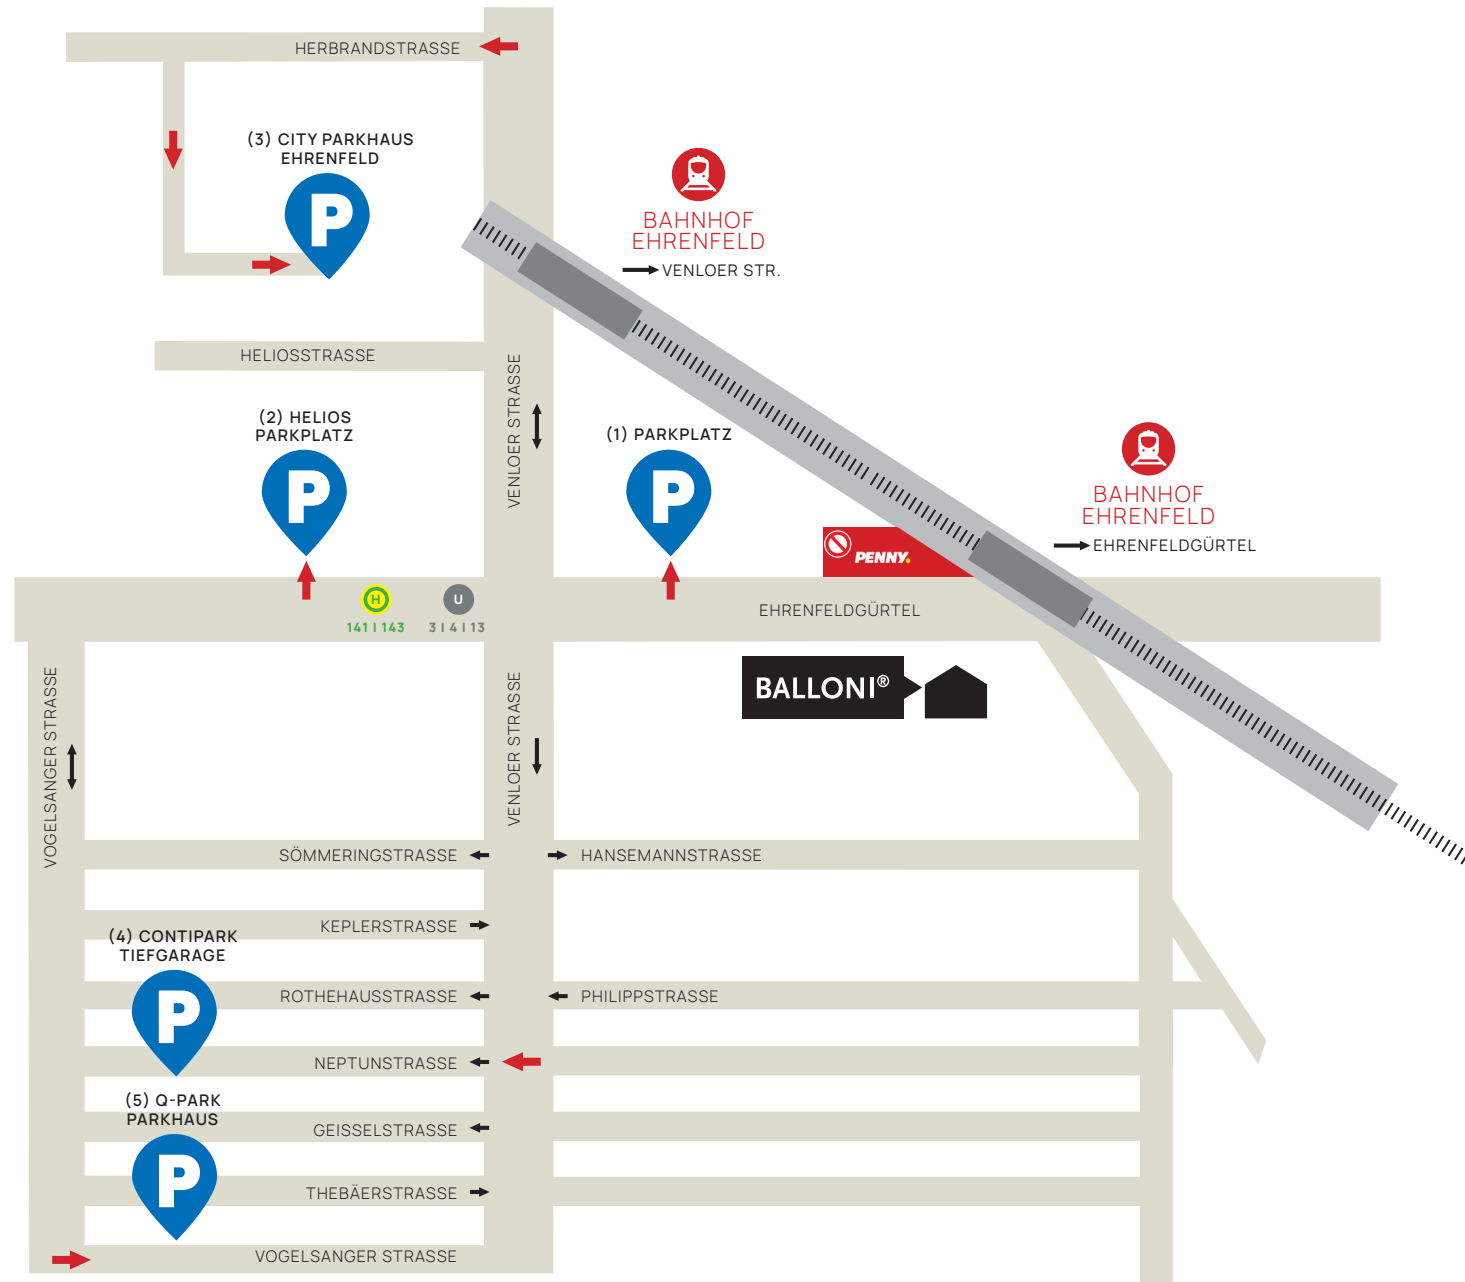 HERBRANDSTRASSE
(3) CITY PARKHAUS
EHRENFELD
P
BAHNHOF
EHRENFELD
VENLOER STR.
HELIOSSTRASSE
VENLOER STRASSE
(2) HELIOS
PARKPLATZ
P
(1) PARKPLATZ
P
BAHNHOF
EHRENFELD
EHRENFELDGÜRTEL
PENNY.
H
141 I 143
U
3 I 4 I 13
EHRENFELDGÜRTEL
BALLONI®
VOGELSANGER STRASSE
VENLOER STRASSE
SÖMMERINGSTRASSE
HANSEMANNSTRASSE
KEPLERSTRASSE
(4) CONTIPARK
TIEFGARAGE
P
ROTHEHAUSSTRASSE
PHILIPPSTRASSE
NEPTUNSTRASSE
(5) Q-PARK
PARKHAUS
P
GEISSELSTRASSE
THEBÄERSTRASSE
VOGELSANGER STRASSE